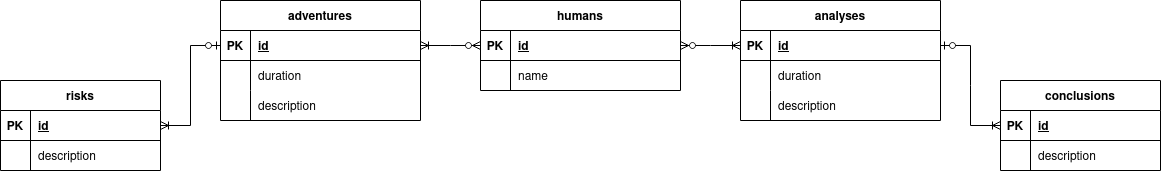 adventures
PK id
duration
description
humans
PK id
name
analyses
PK id
duration
description
risks
PK id
description
conclusions
PK id
description